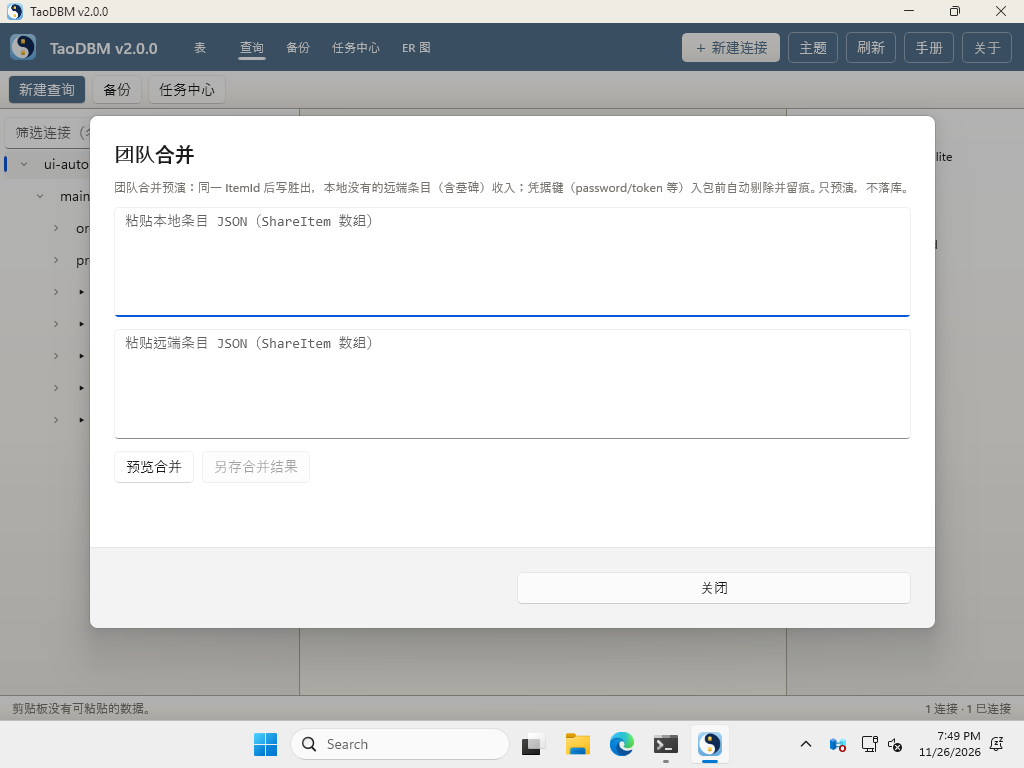 TaoDBM v2.0.0
TaoDBM v2.0.0 表 查询 备份 任务中心 ER 图 + 新建连接 主题 刷新 手册 关于
新建查询 备份 任务中心
筛选连接
ui-auto
main
or
pr
lite
团队合并
团队合并预演：同一 ItemId 后写胜出，本地没有的远端条目（含墓碑）收入；凭据键（password/token 等）入包前自动剔除并留痕。只预演，不落库。
粘贴本地条目 JSON（ShareItem 数组）
粘贴远端条目 JSON（ShareItem 数组）
预览合并 另存合并结果
关闭
剪贴板没有可粘贴的数据。 1 连接 · 1 已连接
Search
7:49 PM
11/26/2026